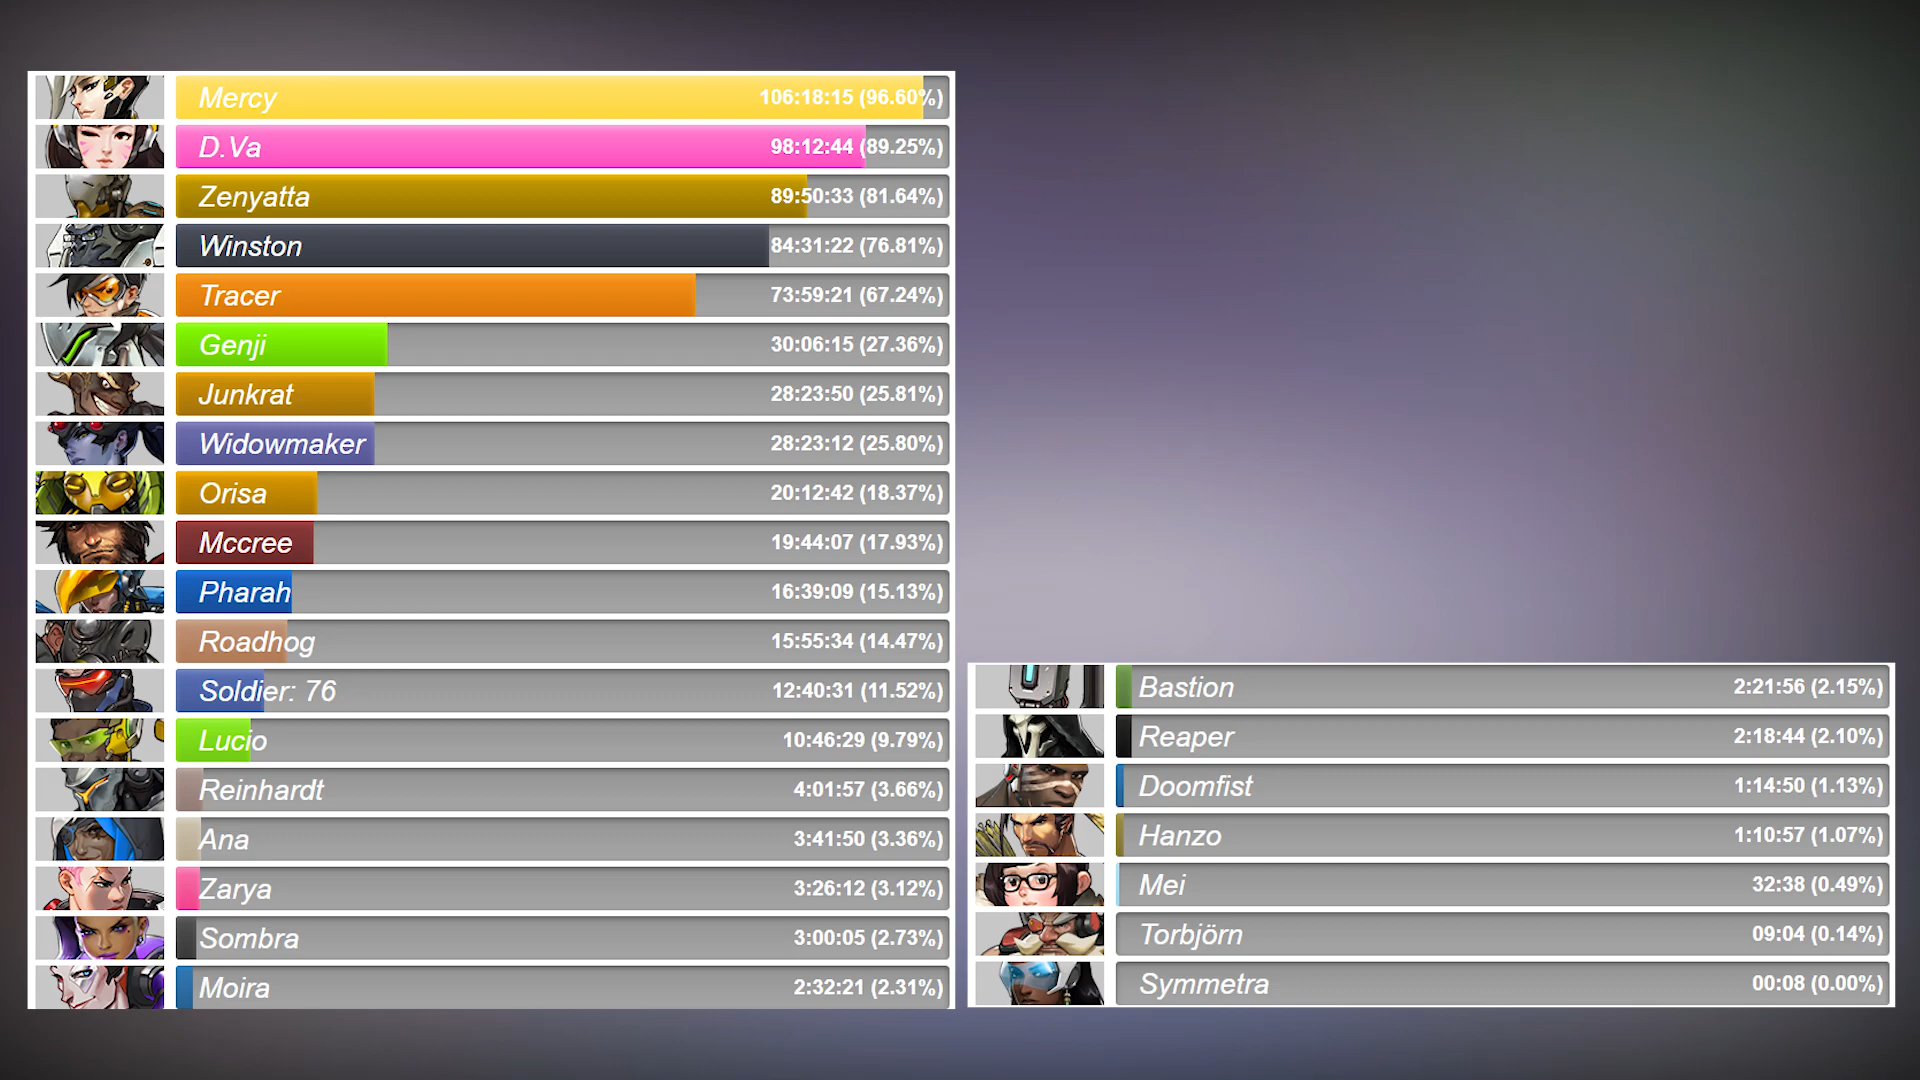 Mercy 106:18:15 (96.60%)
D.Va 98:12:44 (89.25%)
Zenyatta 89:50:33 (81.64%)
Winston 84:31:22 (76.81%)
Tracer 73:59:21 (67.24%)
Genji 30:06:15 (27.36%)
Junkrat 28:23:50 (25.81%)
Widowmaker 28:23:12 (25.80%)
Orisa 20:12:42 (18.37%)
Mccree 19:44:07 (17.93%)
Pharah 16:39:09 (15.13%)
Roadhog 15:55:34 (14.47%)
Soldier: 76 12:40:31 (11.52%)
Lucio 10:46:29 (9.79%)
Reinhardt 4:01:57 (3.66%)
Ana 3:41:50 (3.36%)
Zarya 3:26:12 (3.12%)
Sombra 3:00:05 (2.73%)
Moira 2:32:21 (2.31%)
Bastion 2:21:56 (2.15%)
Reaper 2:18:44 (2.10%)
Doomfist 1:14:50 (1.13%)
Hanzo 1:10:57 (1.07%)
Mei 32:38 (0.49%)
Torbjörn 09:04 (0.14%)
Symmetra 00:08 (0.00%)